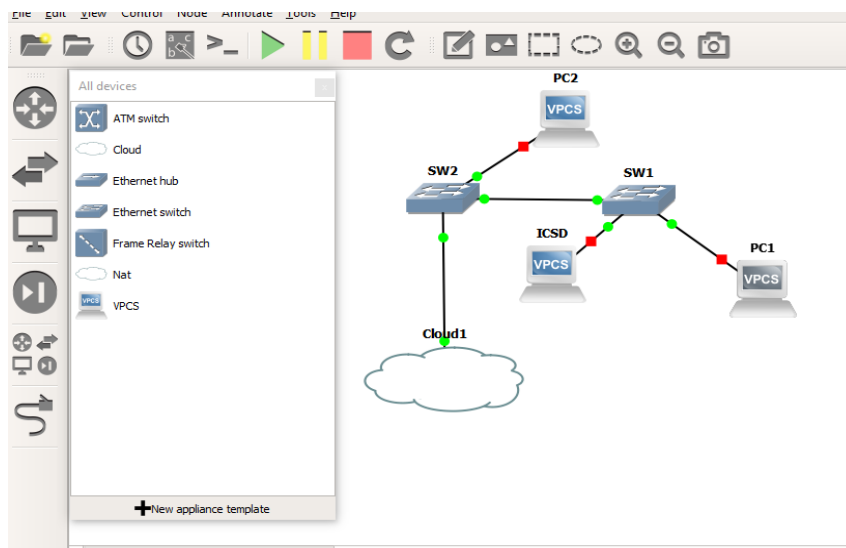 File Edit View Control Node Annotate Tools Help
All devices
ATM switch
Cloud
Ethernet hub
Ethernet switch
Frame Relay switch
Nat
VPCS
VPCS
New appliance template
PC2
VPCS
SW2
SW1
ICSD
VPCS
PC1
VPCS
Cloud1